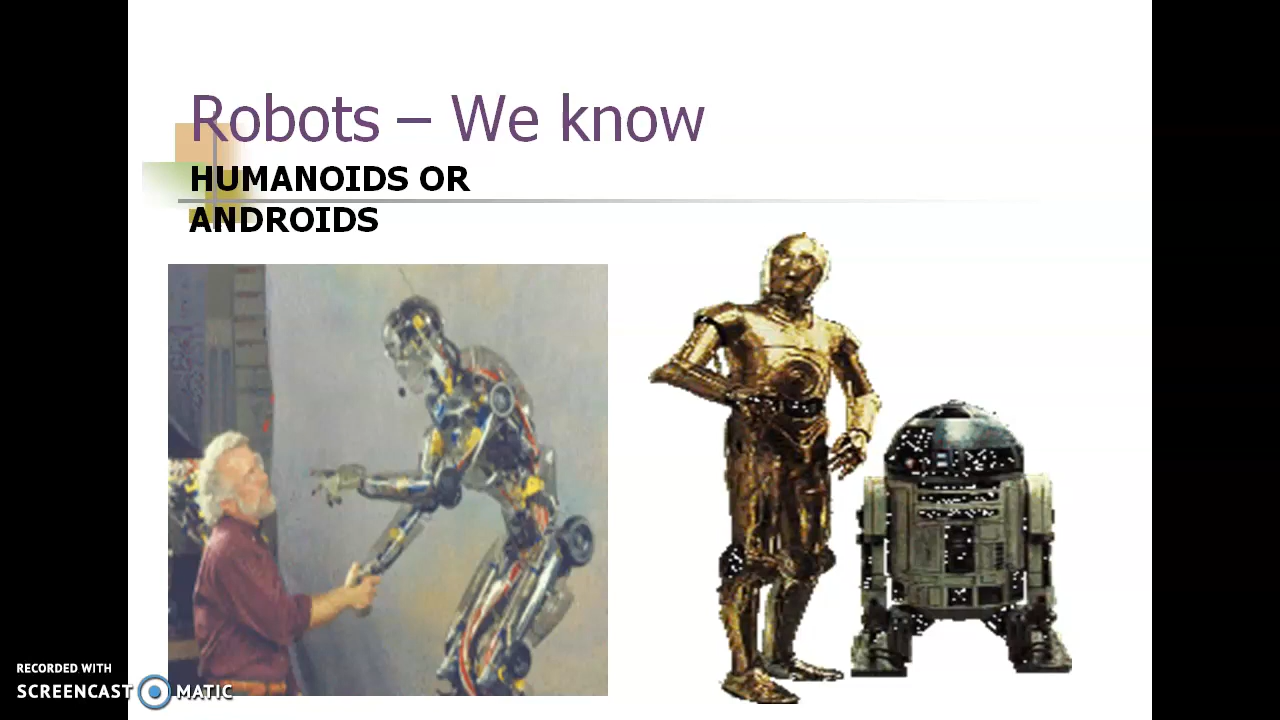 Robots – We know
HUMANOIDS OR
ANDROIDS
RECORDED WITH
SCREENCAST MATIC